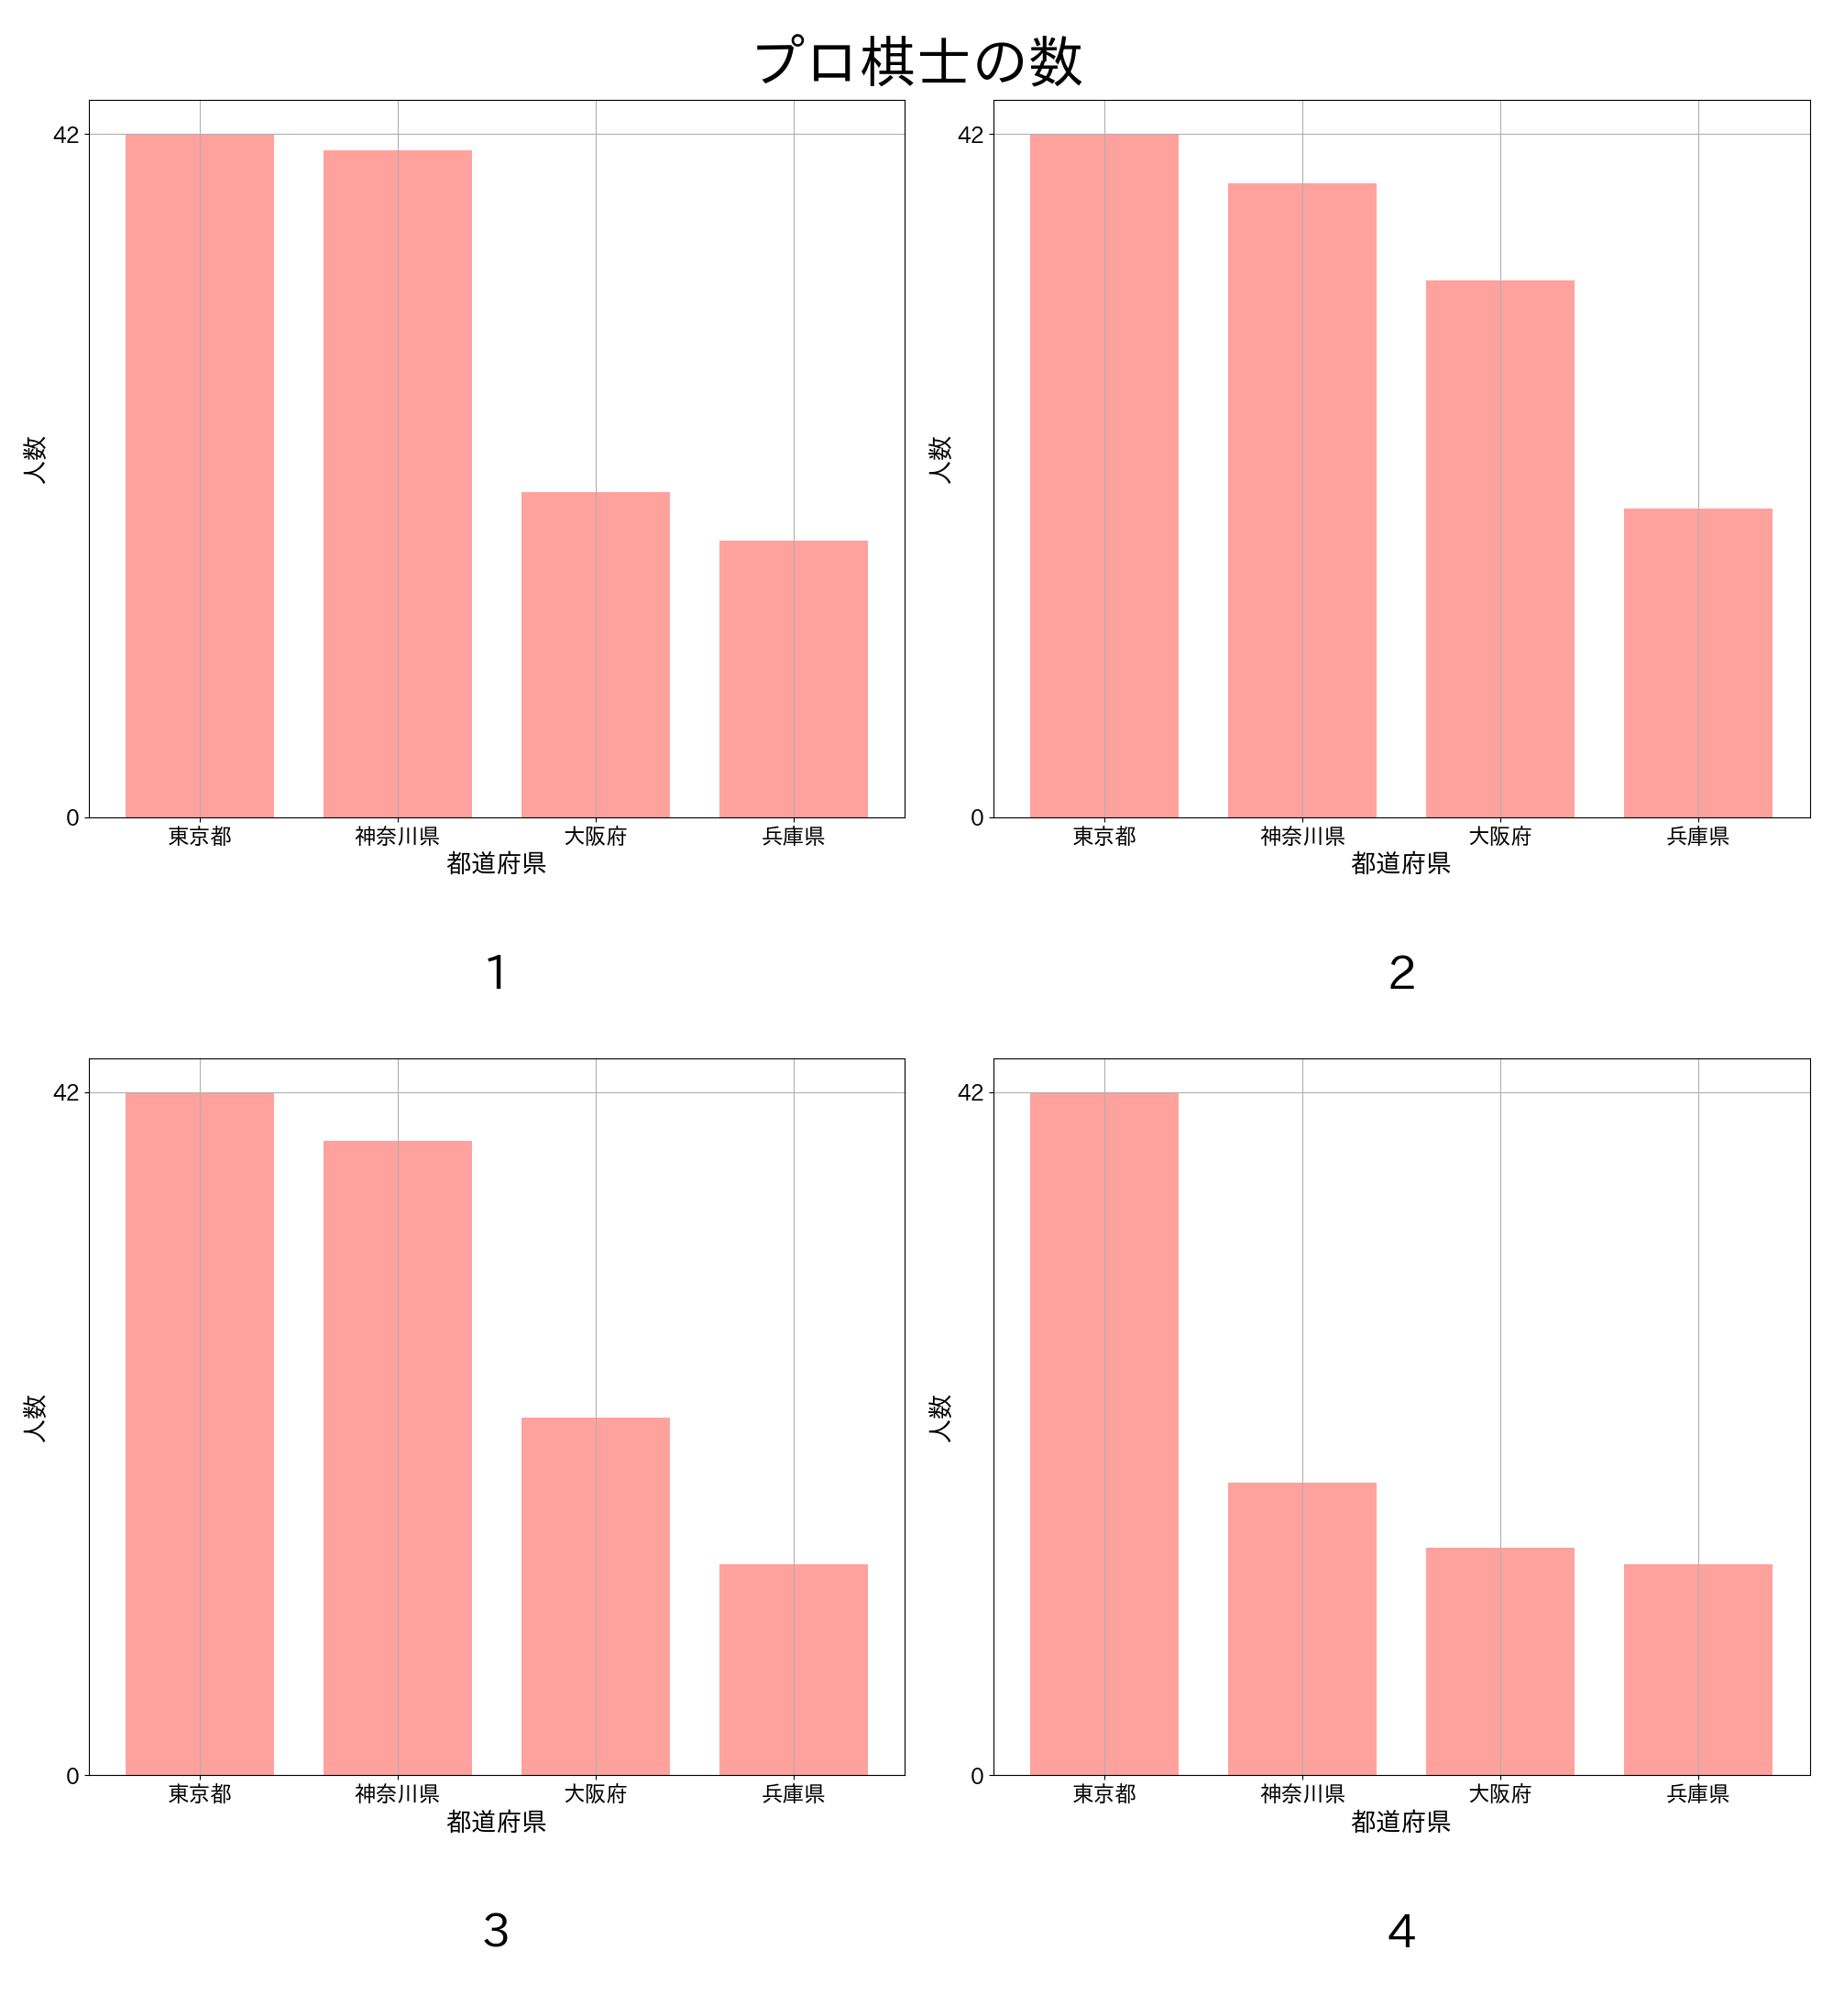 プロ棋士の数
42
0
人数
東京都 神奈川県 大阪府 兵庫県
都道府県
1
42
0
人数
東京都 神奈川県 大阪府 兵庫県
都道府県
2
42
0
人数
東京都 神奈川県 大阪府 兵庫県
都道府県
3
42
0
人数
東京都 神奈川県 大阪府 兵庫県
都道府県
4